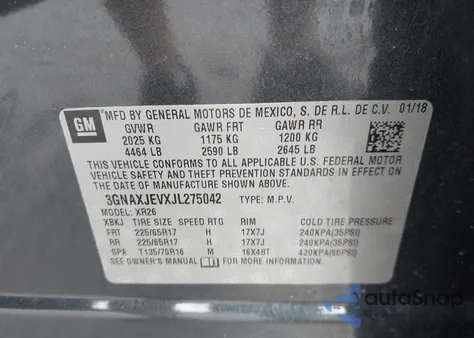 GM
MFD BY GENERAL MOTORS DE MEXICO, S. DE R.L. DE C.V. 01/18
GVWR GAWR FRT GAWR RR
2025 KG 1175 KG 1200 KG
4464 LB 2590 LB 2645 LB
THIS VEHICLE CONFORMS TO ALL APPLICABLE U.S. FEDERAL MOTOR
VEHICLE SAFETY AND THEFT PREVENTION STANDARDS IN EFFECT
ON THE DATE OF MANUFACTURE SHOWN ABOVE.
3GNAXJEVXJL275042 TYPE: M.P.V.
MODEL: XR26
XBKJ TIRE SIZE SPEED RTG RIM COLD TIRE PRESSURE
FRT 225/65R17 H 17X7J 240KPA(35PSI)
RR 225/65R17 H 17X7J 240KPA(35PSI)
SPA T135/70R16 M 16X4BT 420KPA(60PSI)
SEE OWNER'S MANUAL FOR ADDITIONAL INFORMATION
AutoSnap